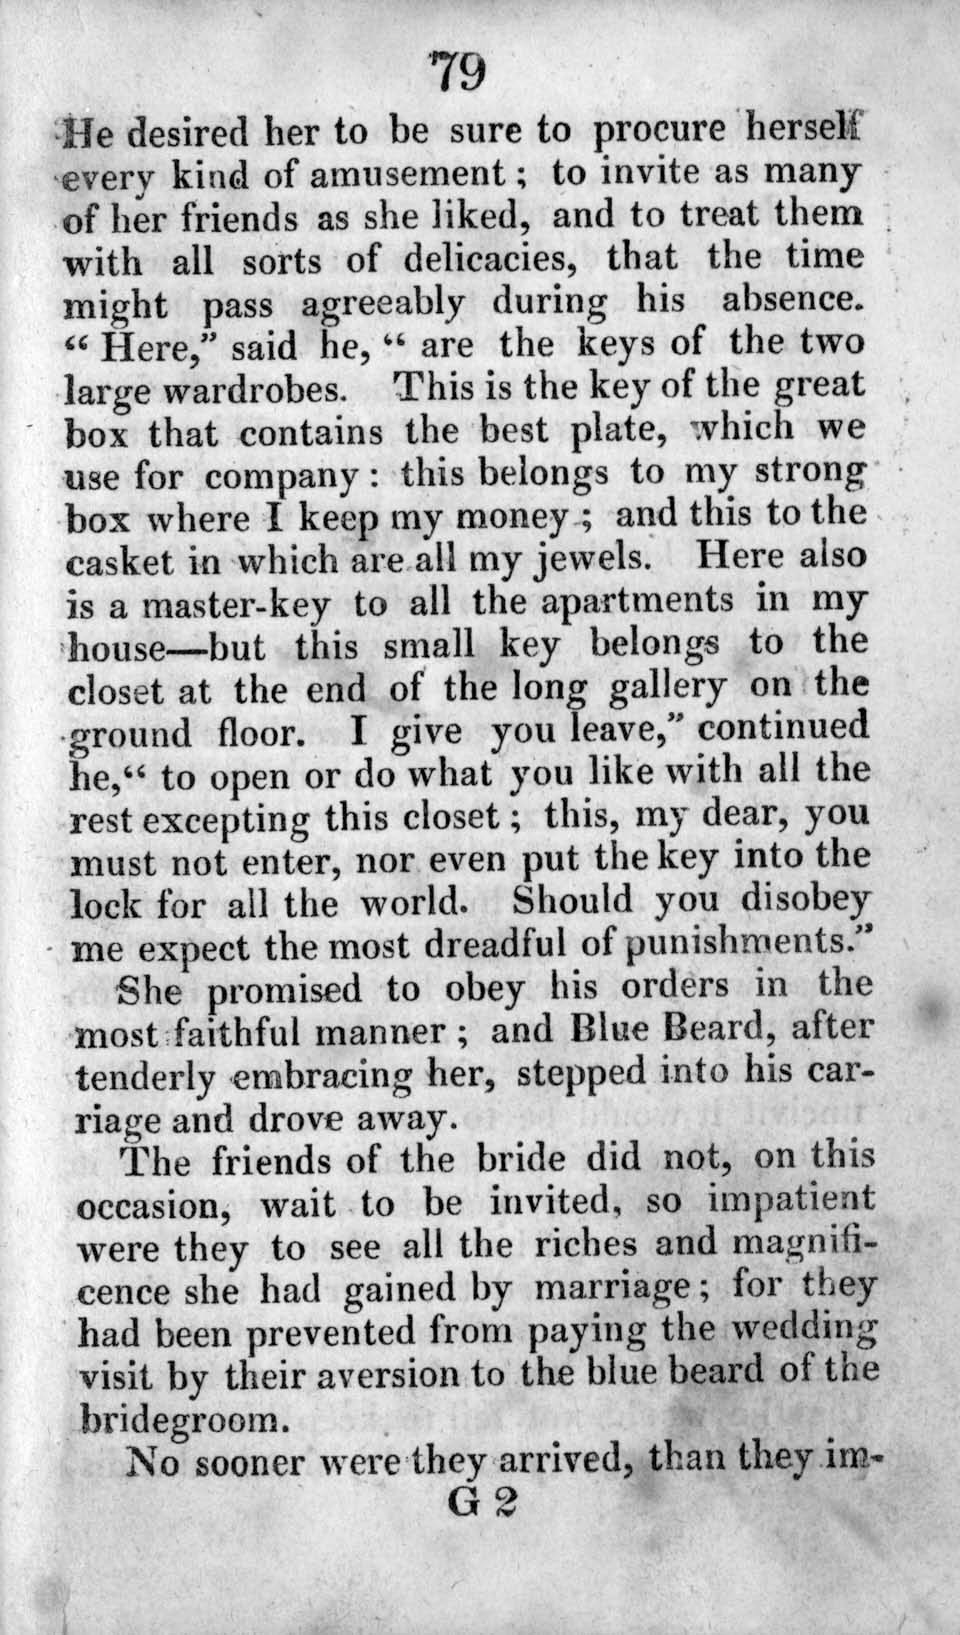 79
He desired her to be sure to procure herself
every kind of amusement; to invite as many
of her friends as she liked, and to treat them
with all sorts of delicacies, that the time
might pass agreeably during his absence.
“ Here,” said he, “ are the keys of the two
large wardrobes. This is the key of the great
box that contains the best plate, which we
use for company : this belongs to my strong
box where I keep my money ; and this to the
casket in which are all my jewels. Here also
is a master-key to all the apartments in my
house—but this small key belongs to the
closet at the end of the long gallery on the
ground floor. I give you leave,” continued
he,“ to open or do what you like with all the
rest excepting this closet ; this, my dear, you
must not enter, nor even put the key into the
lock for all the world. Should you disobey
me expect the most dreadful of punishments.”
She promised to obey his orders in the
most faithful manner ; and Blue Beard, after
tenderly embracing her, stepped into his car-
riage and drove away.
The friends of the bride did not, on this
occasion, wait to be invited, so impatient
were they to see all the riches and magnifi-
cence she had gained by marriage ; for they
had been prevented from paying the wedding
visit by their aversion to the blue beard of the
bridegroom.
No sooner were they arrived, than they im-
G 2